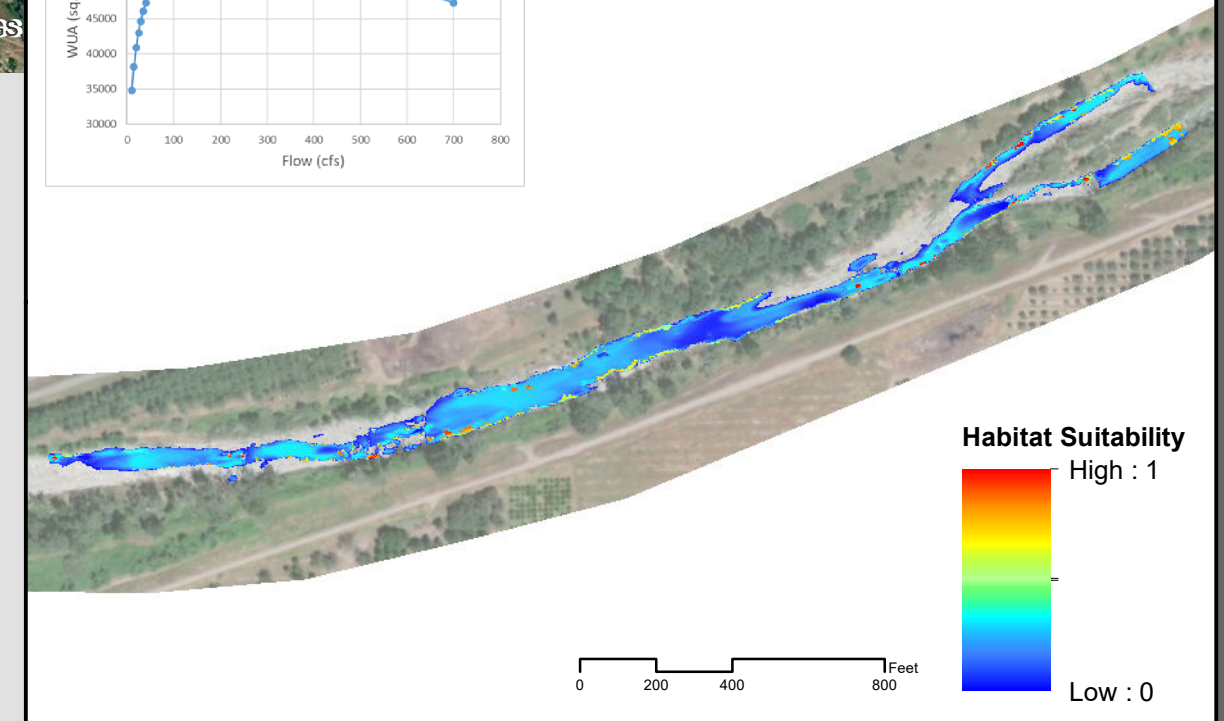 gs
WUA (sq.
45000
40000
35000
30000
0 100 200 300 400 500 600 700 800
Flow (cfs)
Habitat Suitability
High : 1
Low : 0
Feet
0 200 400 800